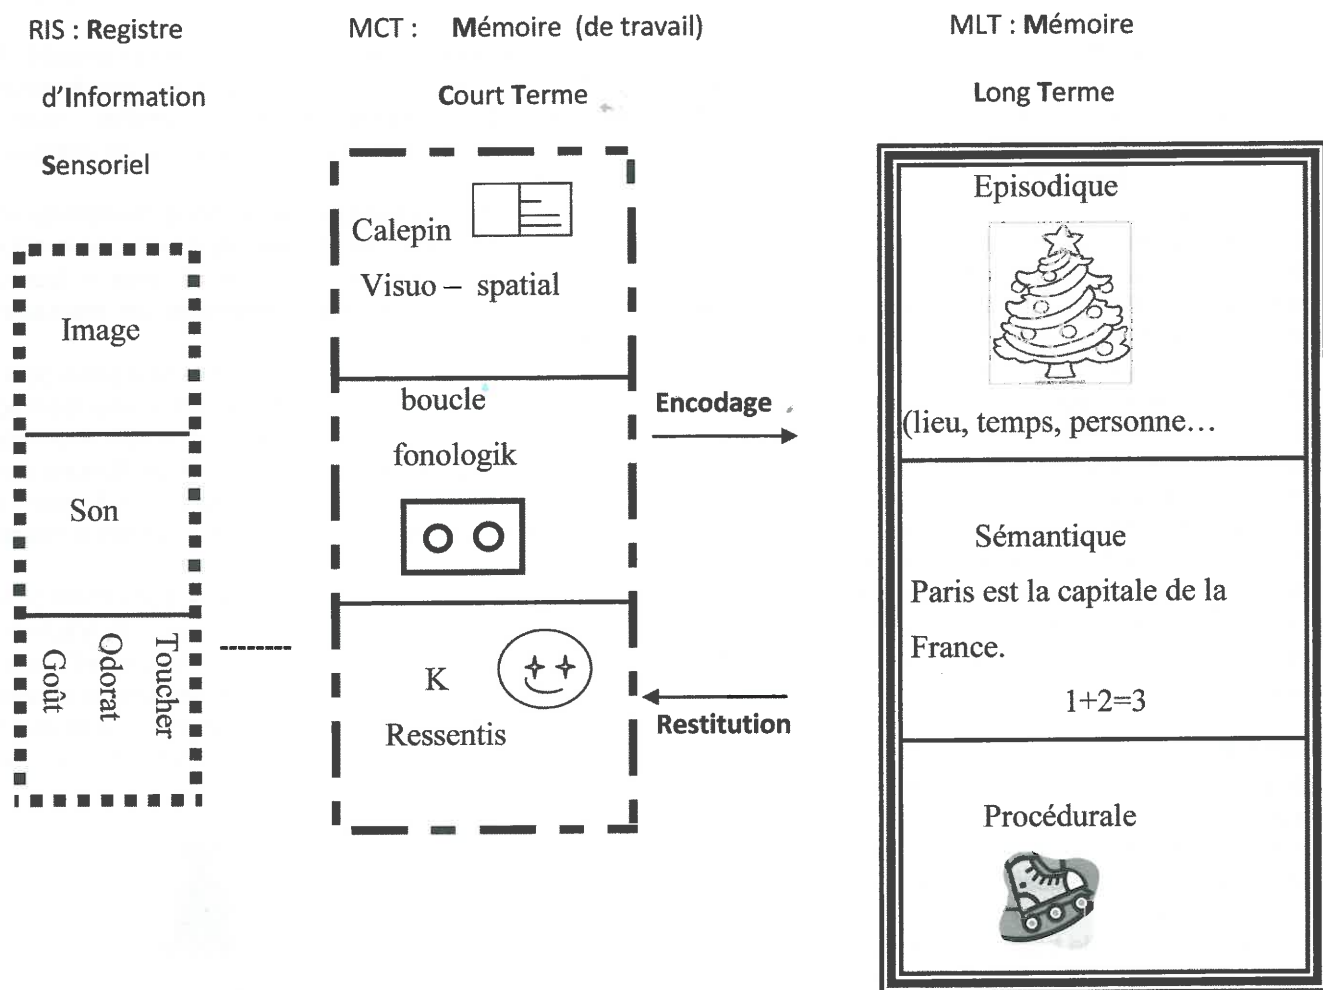 RIS : Registre
d'Information
Sensoriel
Image
Son
Goût
Odorat
Toucher
MCT : Mémoire (de travail)
Court Terme
Calepin
Visuo – spatial
boucle
fonologik
K
Ressentis
Encodage
Restitution
MLT : Mémoire
Long Terme
Episodique
(lieu, temps, personne…
Sémantique
Paris est la capitale de la
France.
1+2=3
Procédurale